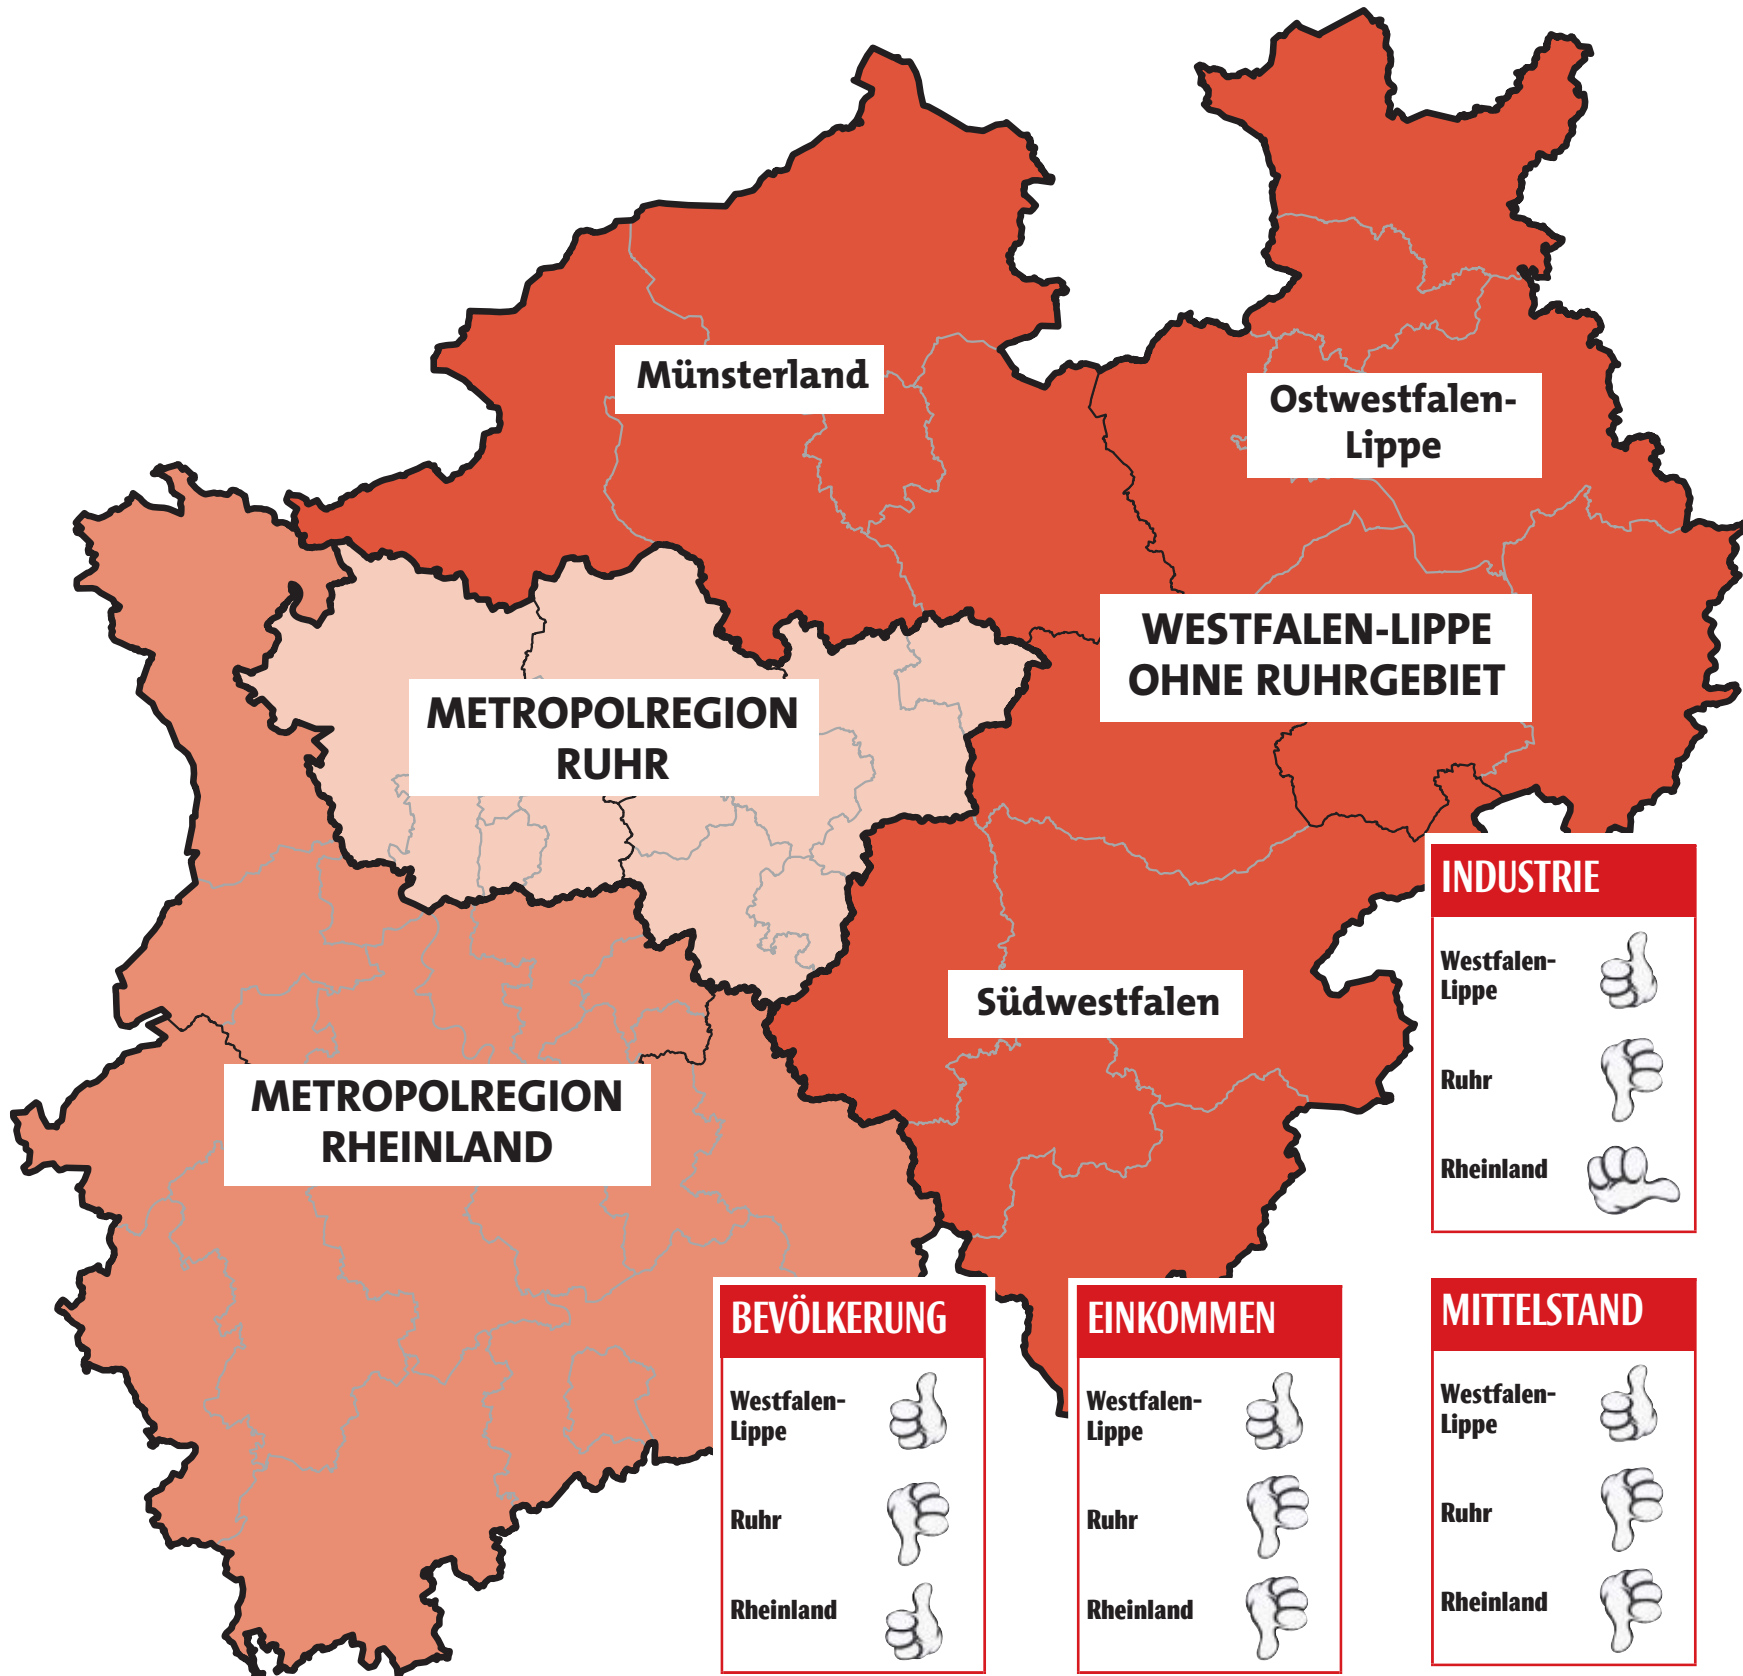 Münsterland
Ostwestfalen-
Lippe
WESTFALEN-LIPPE
OHNE RUHRGEBIET
METROPOLREGION
RUHR
Südwestfalen
METROPOLREGION
RHEINLAND
INDUSTRIE
Westfalen-
Lippe
Ruhr
Rheinland
BEVÖLKERUNG
Westfalen-
Lippe
Ruhr
Rheinland
EINKOMMEN
Westfalen-
Lippe
Ruhr
Rheinland
MITTELSTAND
Westfalen-
Lippe
Ruhr
Rheinland